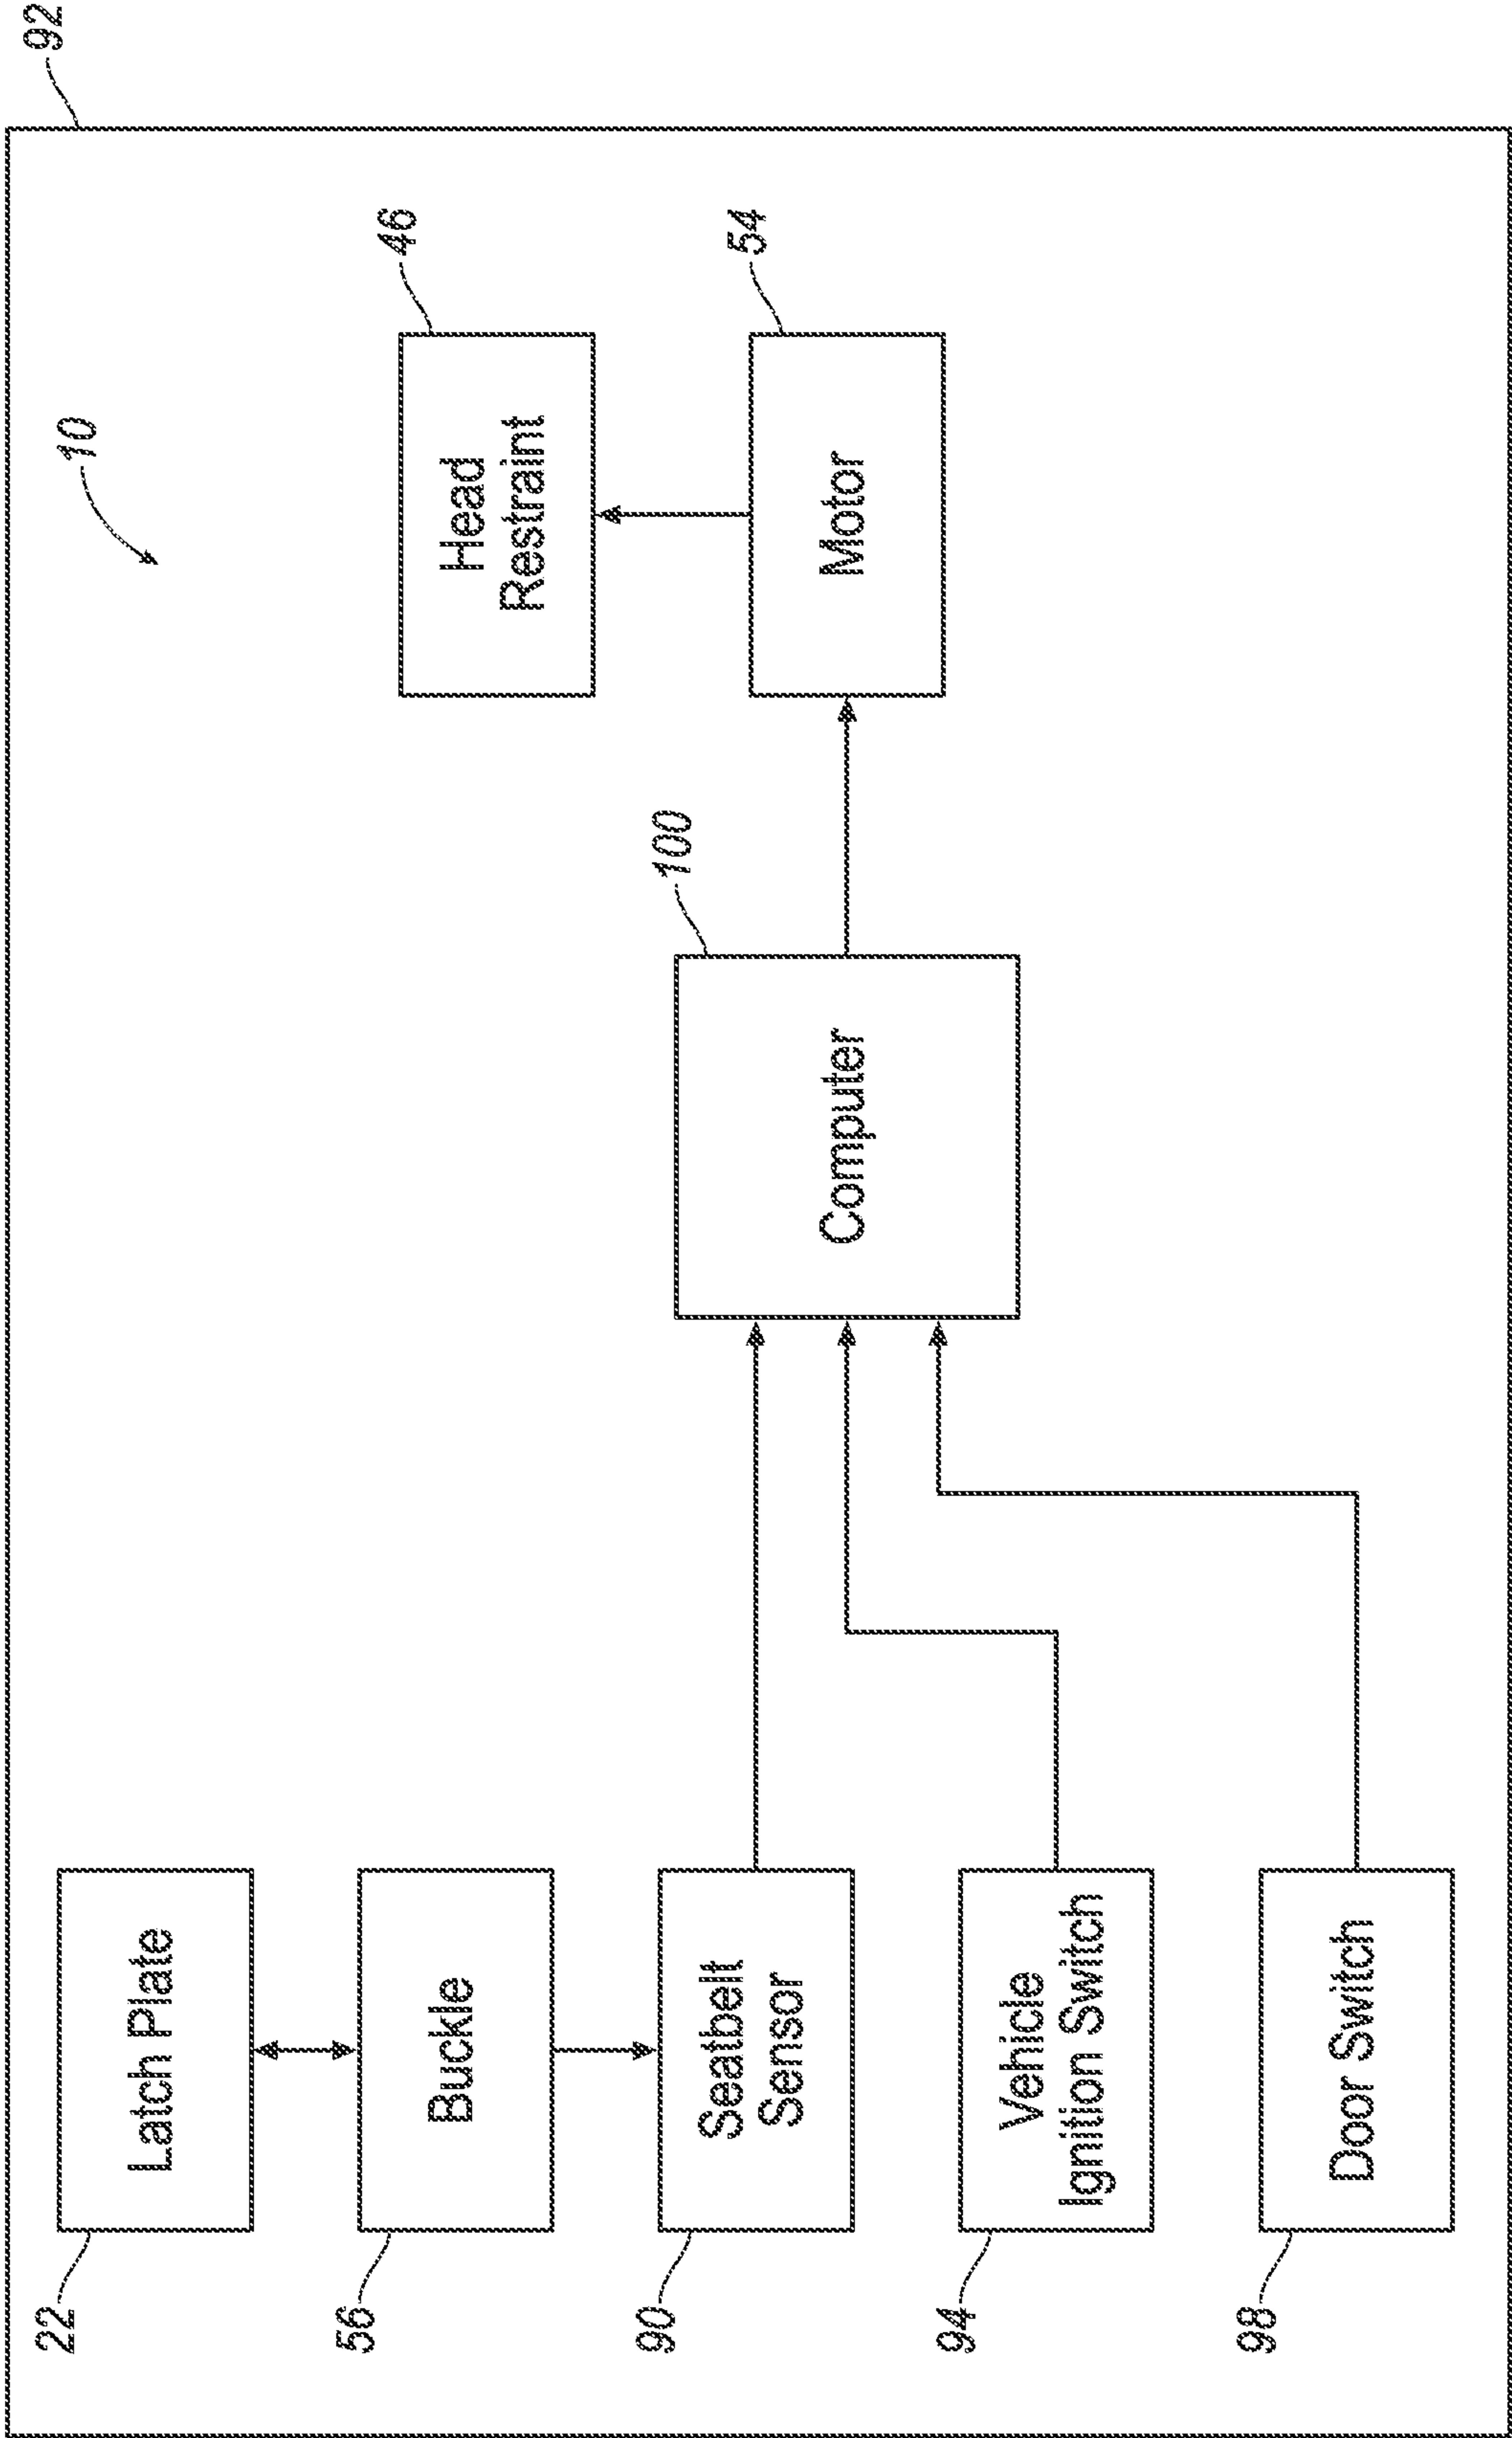 92
10
22
Latch Plate
46
Head
Restraint
56
Buckle
100
54
90
Seatbelt
Sensor
Computer
Motor
94
Vehicle
Ignition Switch
98
Door Switch